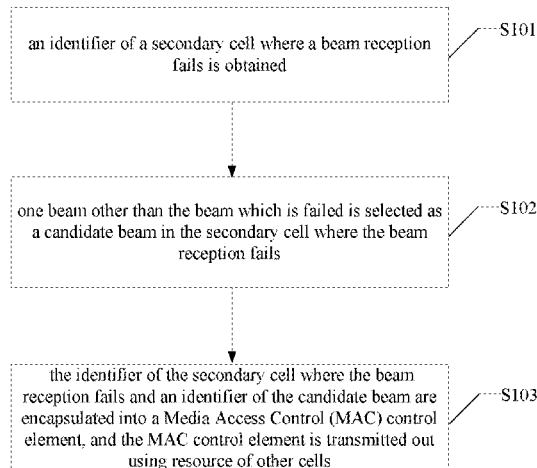 an identifier of a secondary cell where a beam reception
fails is obtained
S101
one beam other than the beam which is failed is selected as
a candidate beam in the secondary cell where the beam
reception fails
S102
the identifier of the secondary cell where the beam
reception fails and an identifier of the candidate beam are
encapsulated into a Media Access Control (MAC) control
element, and the MAC control element is transmitted out
using resource of other cells
S103